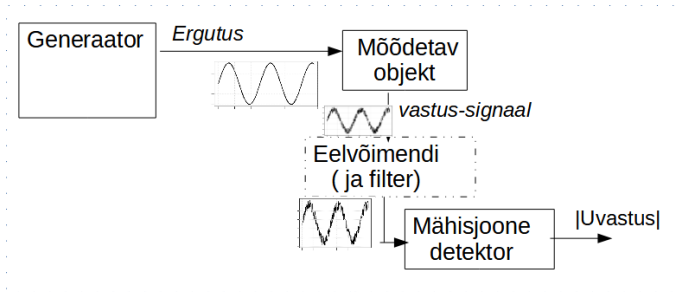 Generaator
Ergutus
Mõõdetav
objekt
vastus-signaal
Eelvõimendi
( ja filter)
Mähisjoone
detektor
|Uvastus|